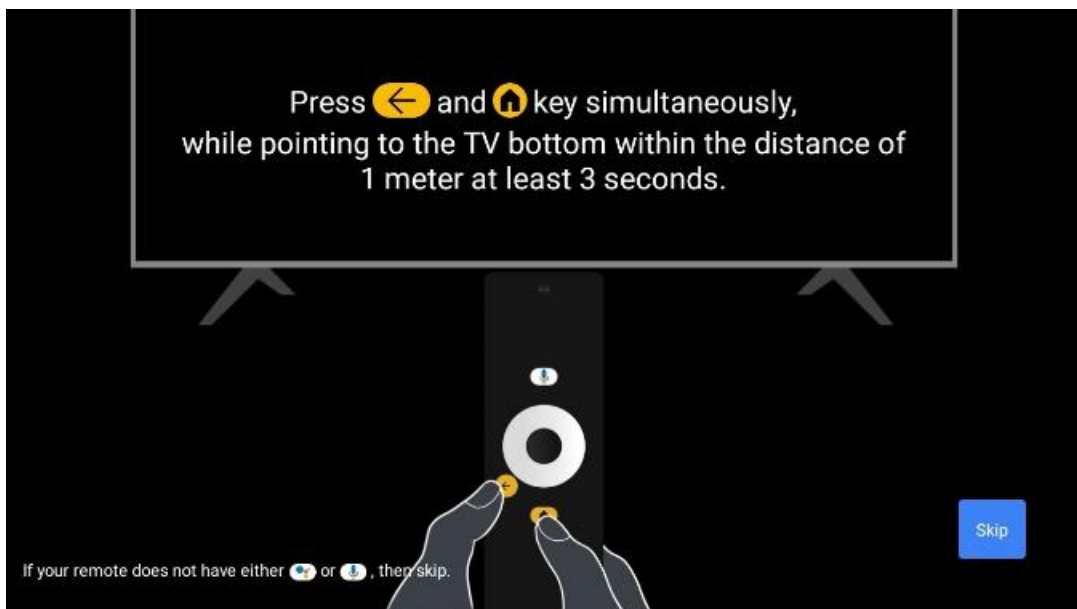 Press ← and key simultaneously,
while pointing to the TV bottom within the distance of
1 meter at least 3 seconds.
Skip
If your remote does not have either or , then skip.